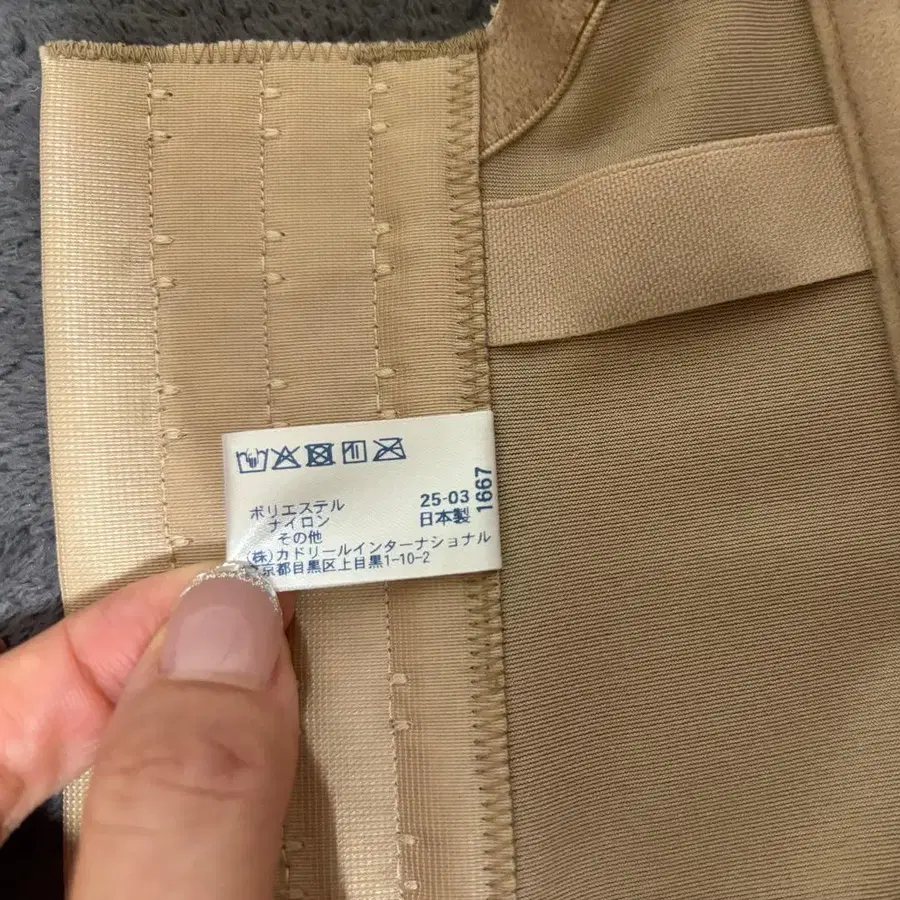 ポリエステル
ナイロン
その他
25-03
日本製
1667
(株)カドリールインターナショナル
京都目黒区上目黒1-10-2